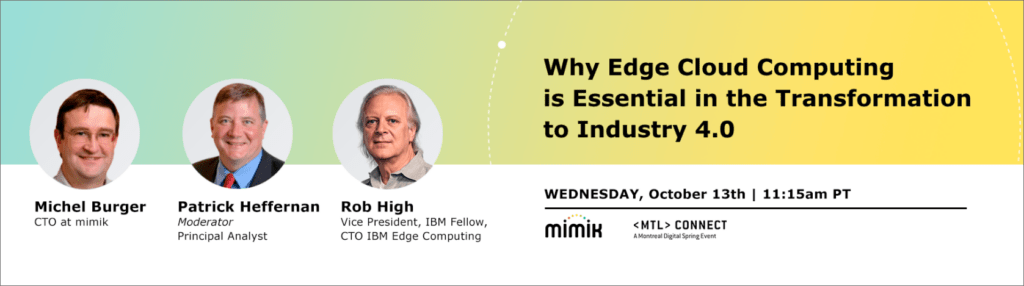 Why Edge Cloud Computing
is Essential in the Transformation
to Industry 4.0
Michel Burger
CTO at mimik
Patrick Heffernan
Moderator
Principal Analyst
Rob High
Vice President, IBM Fellow,
CTO IBM Edge Computing
WEDNESDAY, October 13th | 11:15am PT
mimik
<MTL> CONNECT
A Montreal Digital Spring Event